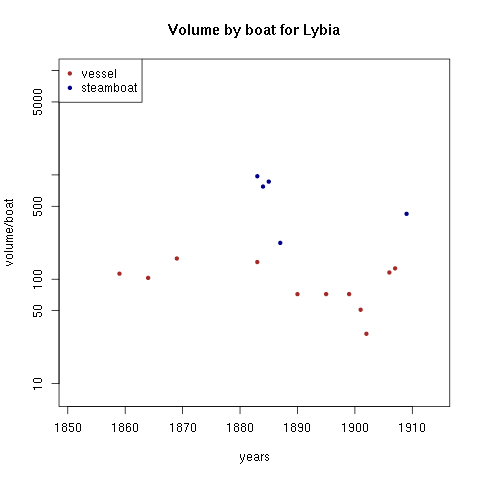 Volume by boat for Lybia
vessel
steamboat
volume/boat
5000
500
100
50
10
1850 1860 1870 1880 1890 1900 1910
years